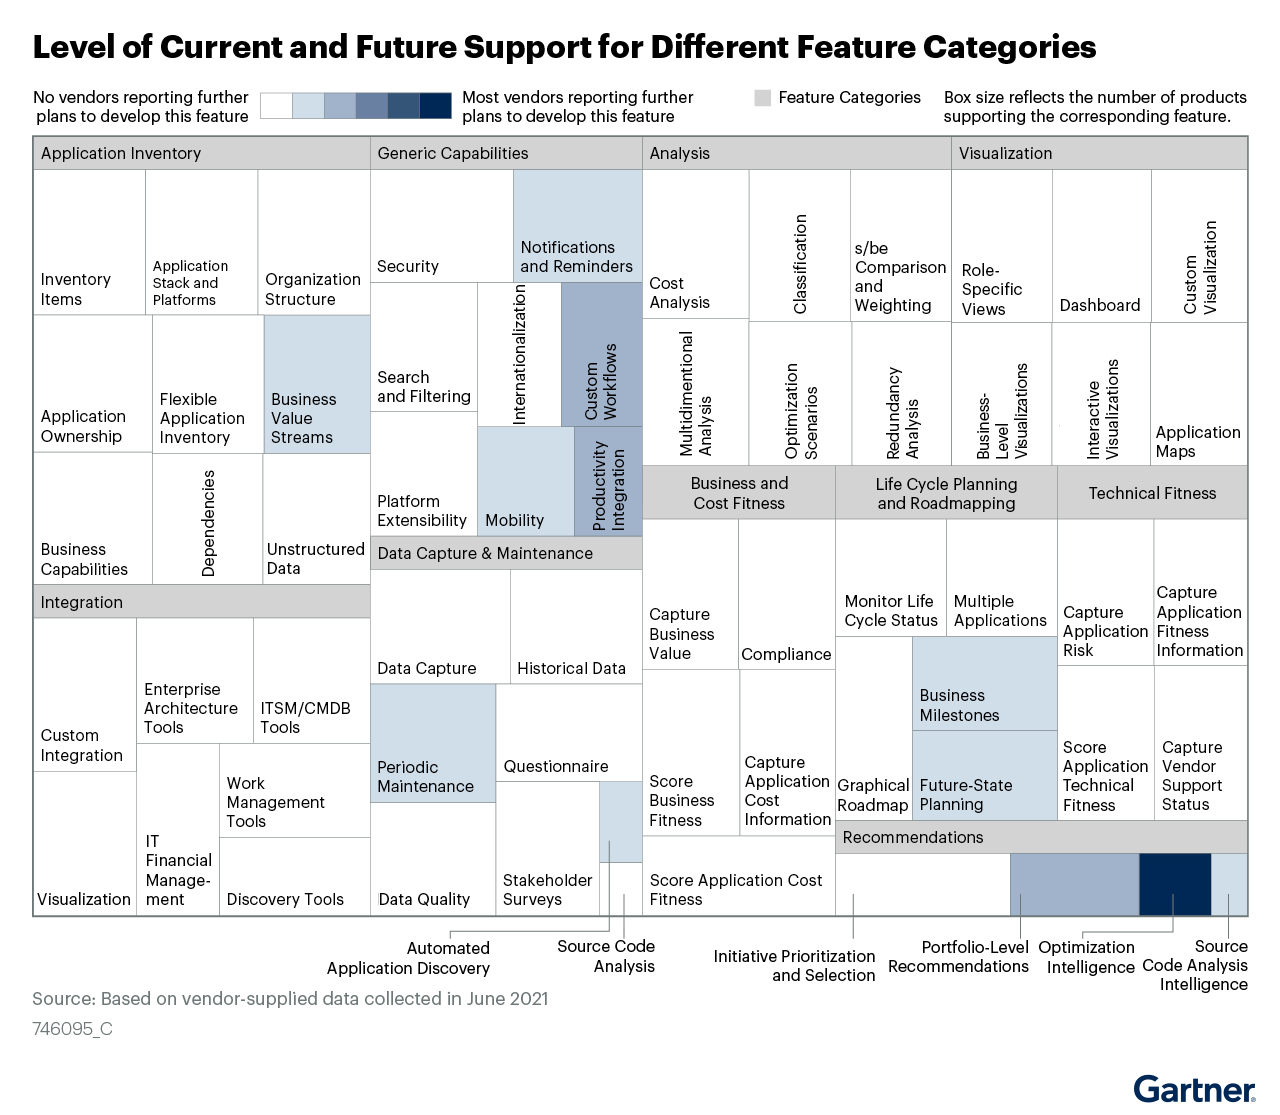 Level of Current and Future Support for Different Feature Categories
No vendors reporting further
plans to develop this feature
Most vendors reporting further
plans to develop this feature
Feature Categories
Box size reflects the number of products
supporting the corresponding feature.
Application Inventory
Inventory
Items
Application
Stack and
Platforms
Organization
Structure
Application
Ownership
Flexible
Application
Inventory
Business
Value
Streams
Business
Capabilities
Dependencies
Unstructured
Data
Integration
Custom
Integration
Enterprise
Architecture
Tools
ITSM/CMDB
Tools
Visualization
IT
Financial
Manage-
ment
Work
Management
Tools
Discovery Tools
Generic Capabilities
Security
Notifications
and Reminders
Search
and Filtering
Internationalization
Custom
Workflows
Platform
Extensibility
Mobility
Productivity
Integration
Data Capture & Maintenance
Data Capture
Historical Data
Periodic
Maintenance
Questionnaire
Data Quality
Stakeholder
Surveys
Automated
Application Discovery
Source Code
Analysis
Analysis
Cost
Analysis
Classification
s/be
Comparison
and
Weighting
Multidimentional
Analysis
Optimization
Scenarios
Redundancy
Analysis
Visualization
Role-
Specific
Views
Dashboard
Custom
Visualization
Business-
Level
Visualizations
Interactive
Visualizations
Application
Maps
Business and
Cost Fitness
Capture
Business
Value
Compliance
Score
Business
Fitness
Capture
Application
Cost
Information
Score Application Cost
Fitness
Life Cycle Planning
and Roadmapping
Monitor Life
Cycle Status
Multiple
Applications
Graphical
Roadmap
Business
Milestones
Future-State
Planning
Technical Fitness
Capture
Application
Risk
Capture
Application
Fitness
Information
Score
Application
Technical
Fitness
Capture
Vendor
Support
Status
Recommendations
Initiative Prioritization
and Selection
Portfolio-Level
Recommendations
Optimization
Intelligence
Source
Code Analysis
Intelligence
Source: Based on vendor-supplied data collected in June 2021
746095_C
Gartner®